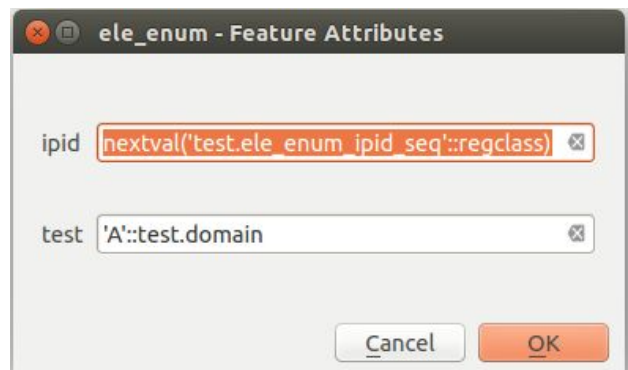 ele_enum - Feature Attributes
ipid nextval('test.ele_enum_ipid_seq'::regclass)
test 'A'::test.domain
Cancel OK